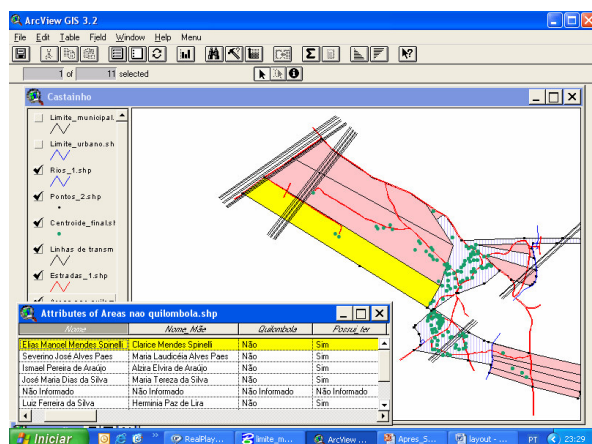 ArcView GIS 3.2
File Edit Table Field Window Help Menu
1 of 11 selected
Castainho
Limite_municipal.
Limite_urbano.sh
Rios_1.shp
Pontos_2.shp
Centroide_final.sh
Linhas de transm
Estradas_1.shp
Attributes of Areas nao quilombola.shp
Nome Nome_Mãe Quilombola Possui_ter
Elias Manoel Mendes Spinelli Clarice Mendes Spinelli Não Sim
Severino José Alves Paes Maria Laudicéia Alves Paes Não Sim
Ismael Pereira de Araújo Alzira Elvira de Araújo Não Sim
José Maria Dias da Silva Maria Tereza da Silva Não Sim
Não Informado Não Informado Não Informado Não Informado
Luiz Ferreira da Silva Herminia Paz de Lira Não Sim
Iniciar RealPlay... limite_m... ArcView ... Apres_S... layout - ... PT 23:29